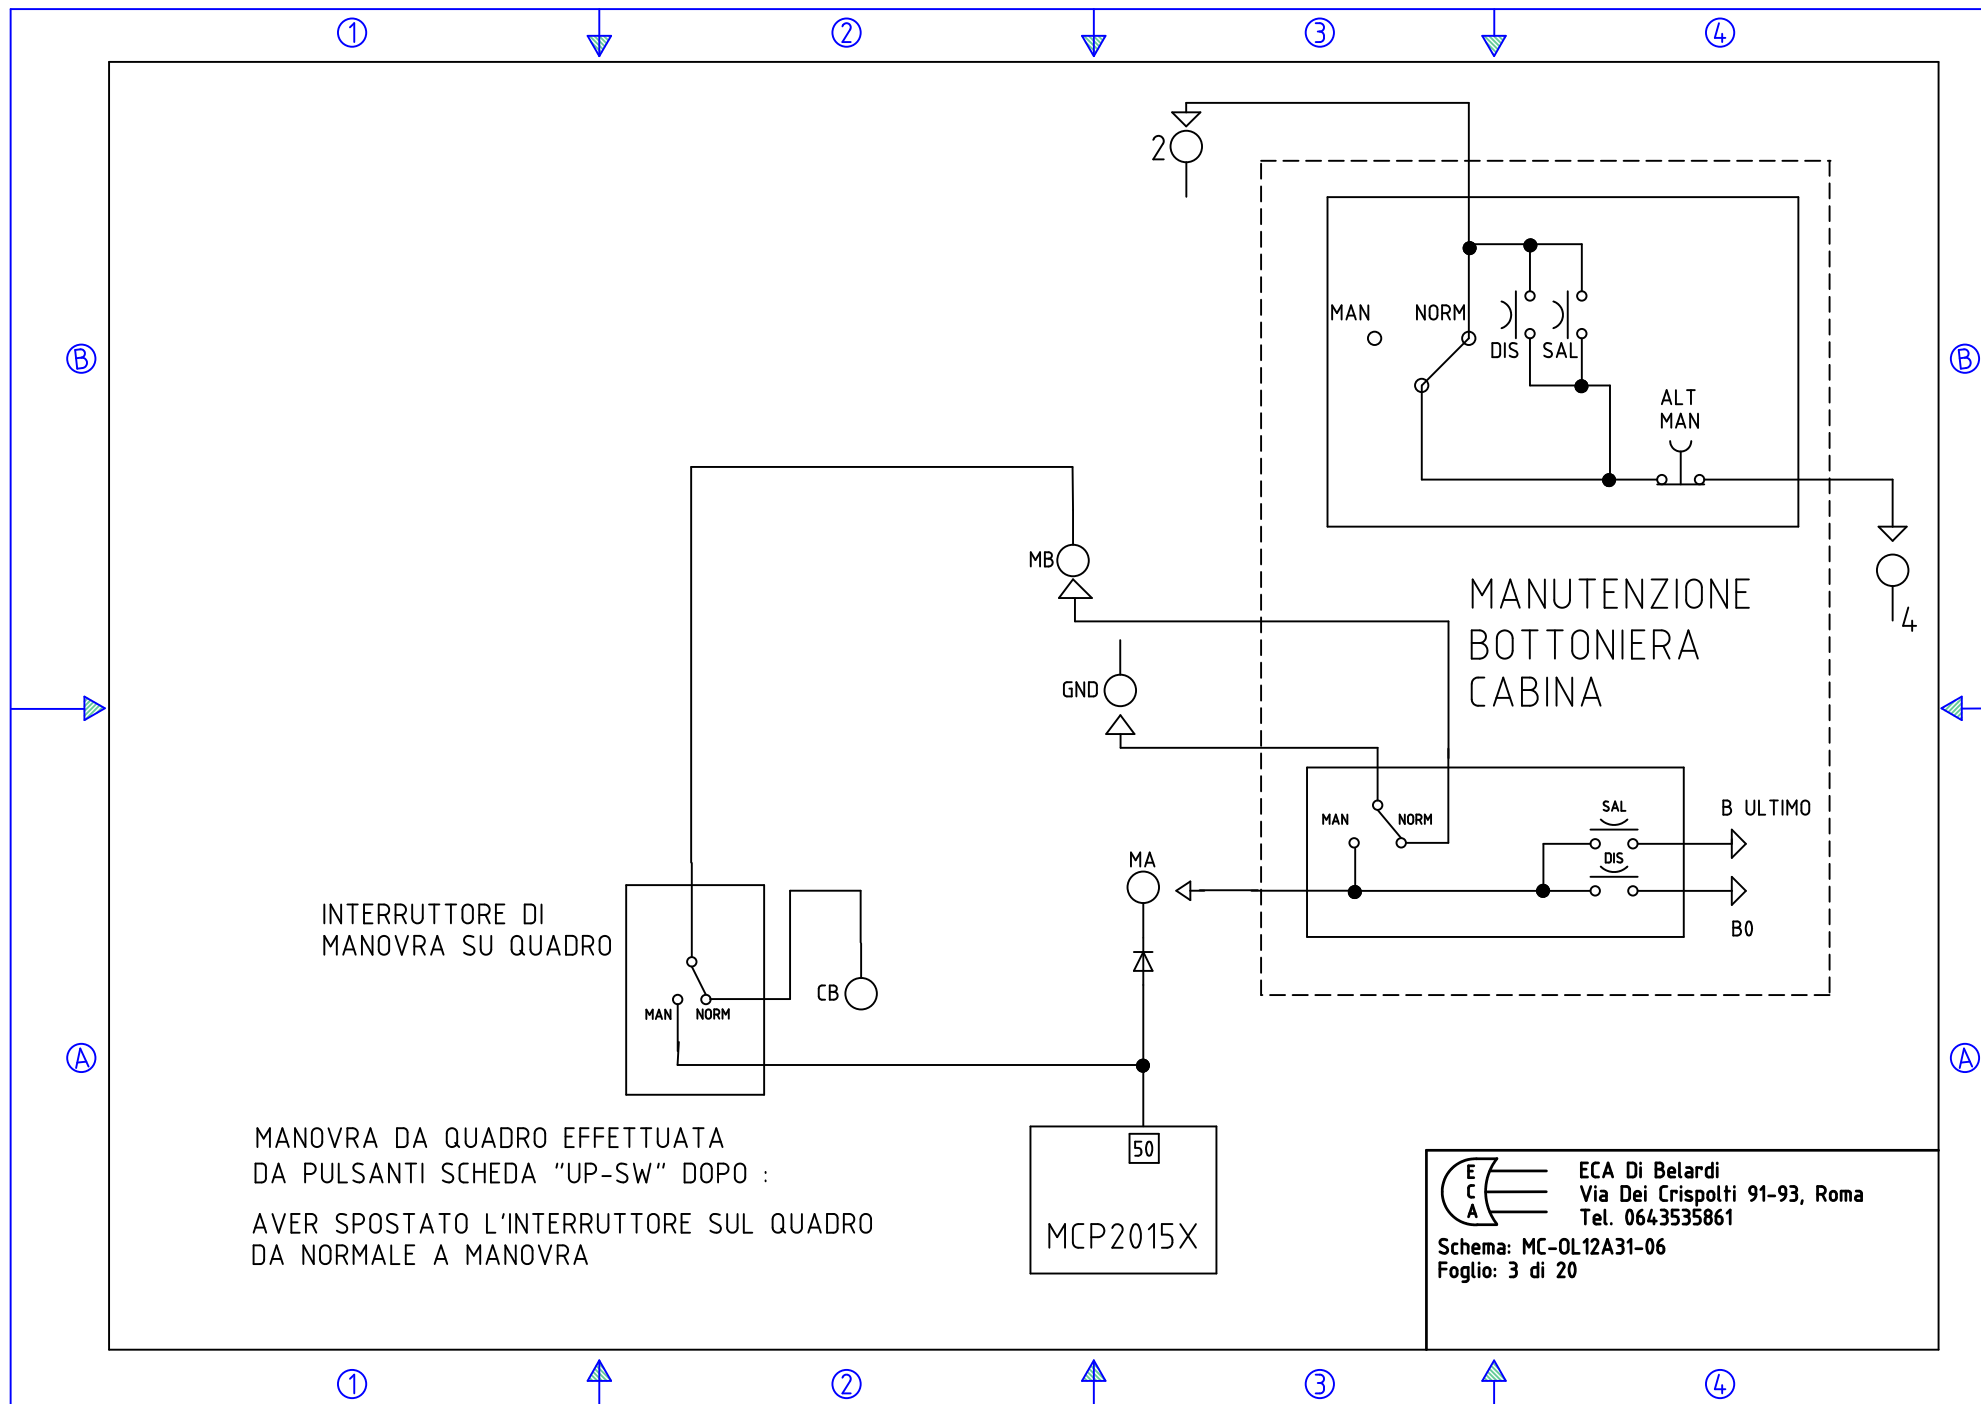 1 2 3 4
2
MAN NORM
DIS SAL
B B
ALT
MAN
MB
MANUTENZIONE
BOTTONIERA
CABINA
4
GND
SAL
B ULTIMO
MAN NORM
DIS
MA
B0
INTERRUTTORE DI
MANOVRA SU QUADRO
CB
MAN NORM
A A
MANOVRA DA QUADRO EFFETTUATA
DA PULSANTI SCHEDA "UP-SW" DOPO :
AVER SPOSTATO L'INTERRUTTORE SUL QUADRO
DA NORMALE A MANOVRA
50
MCP2015X
E
C
A
ECA Di Belardi
Via Dei Crispolti 91-93, Roma
Tel. 0643535861
Schema: MC-OL12A31-06
Foglio: 3 di 20
1 2 3 4